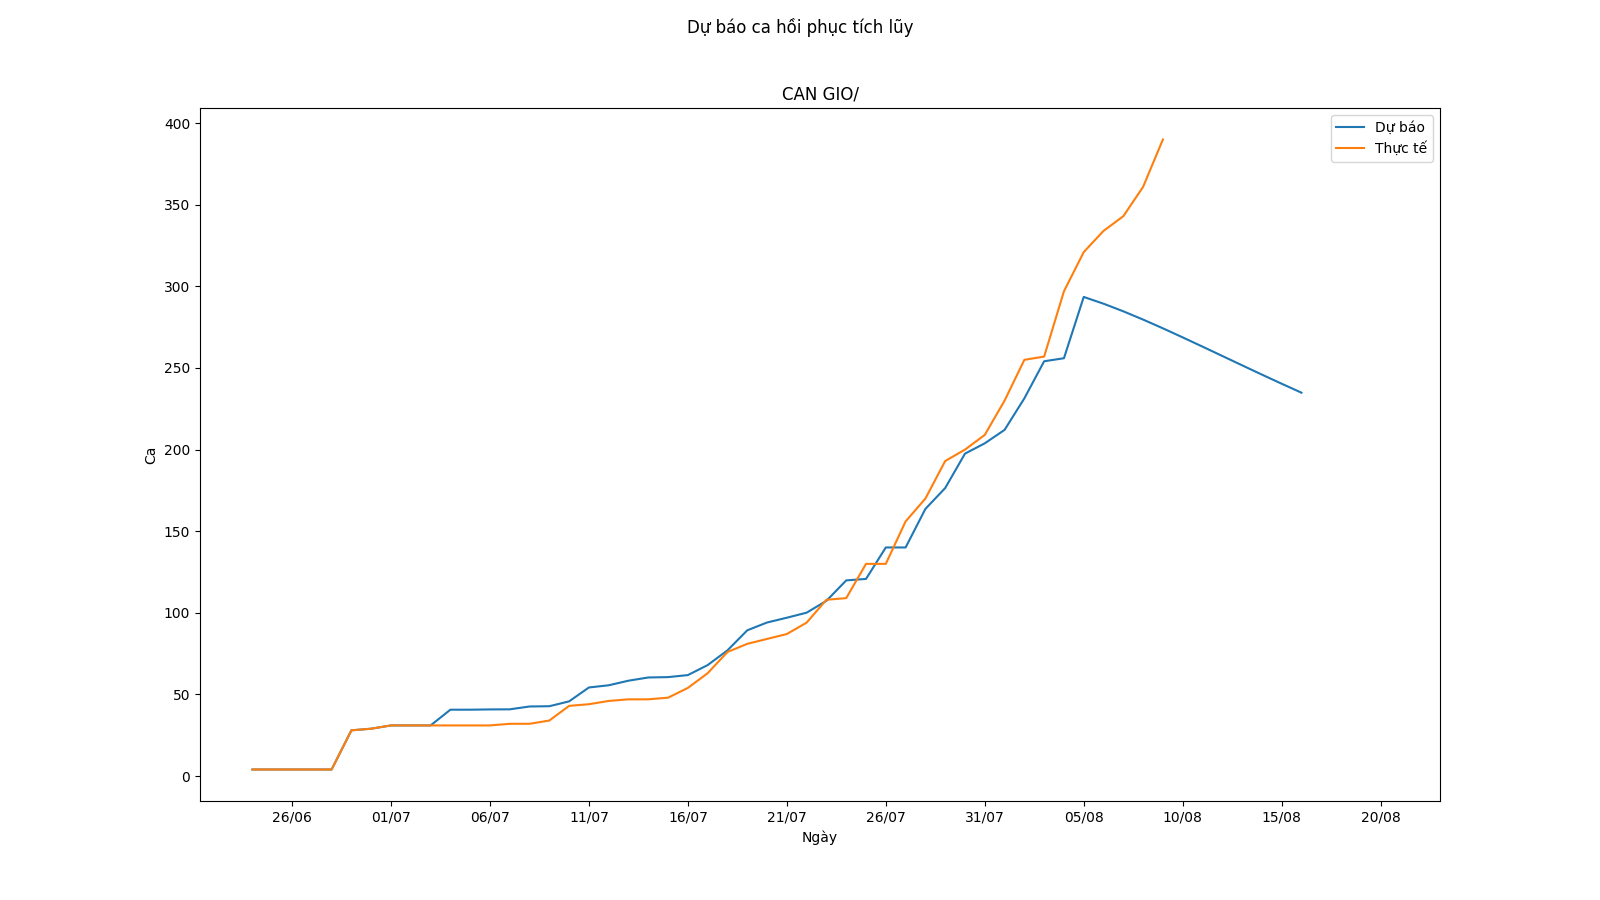 Dự báo ca hồi phục tích lũy
CAN GIO/
Dự báo
Thực tế
400
350
300
250
200
150
100
50
0
Ca
26/06 01/07 06/07 11/07 16/07 21/07 26/07 31/07 05/08 10/08 15/08 20/08
Ngày